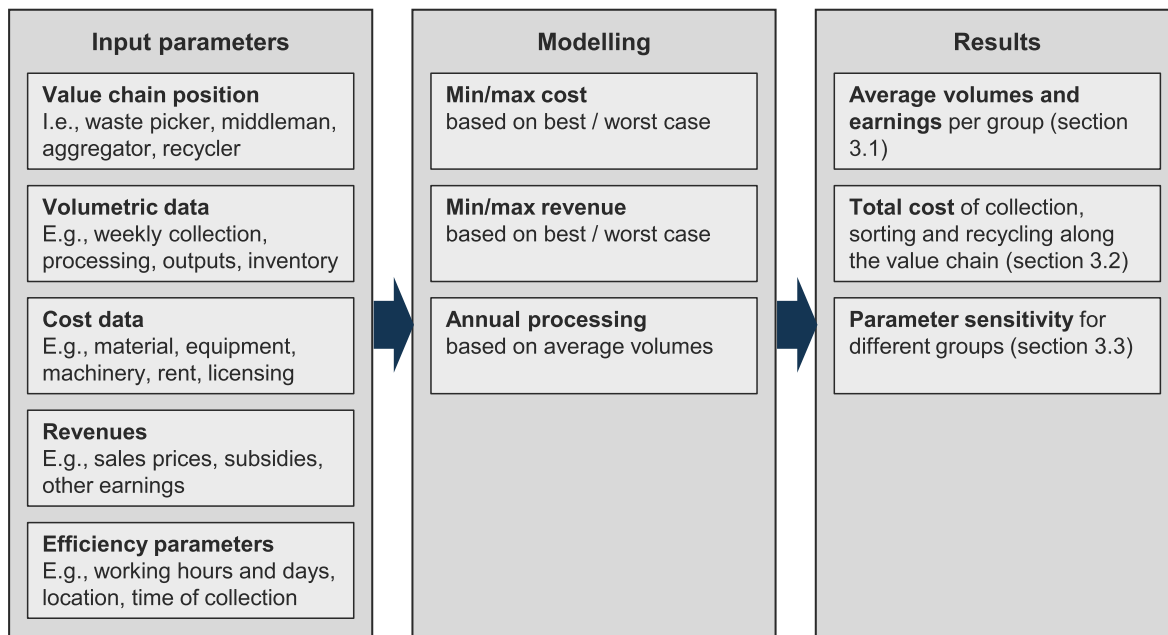 Input parameters
Value chain position
I.e., waste picker, middleman,
aggregator, recycler
Volumetric data
E.g., weekly collection,
processing, outputs, inventory
Cost data
E.g., material, equipment,
machinery, rent, licensing
Revenues
E.g., sales prices, subsidies,
other earnings
Efficiency parameters
E.g., working hours and days,
location, time of collection
Modelling
Min/max cost
based on best / worst case
Min/max revenue
based on best / worst case
Annual processing
based on average volumes
Results
Average volumes and
earnings per group (section
3.1)
Total cost of collection,
sorting and recycling along
the value chain (section 3.2)
Parameter sensitivity for
different groups (section 3.3)